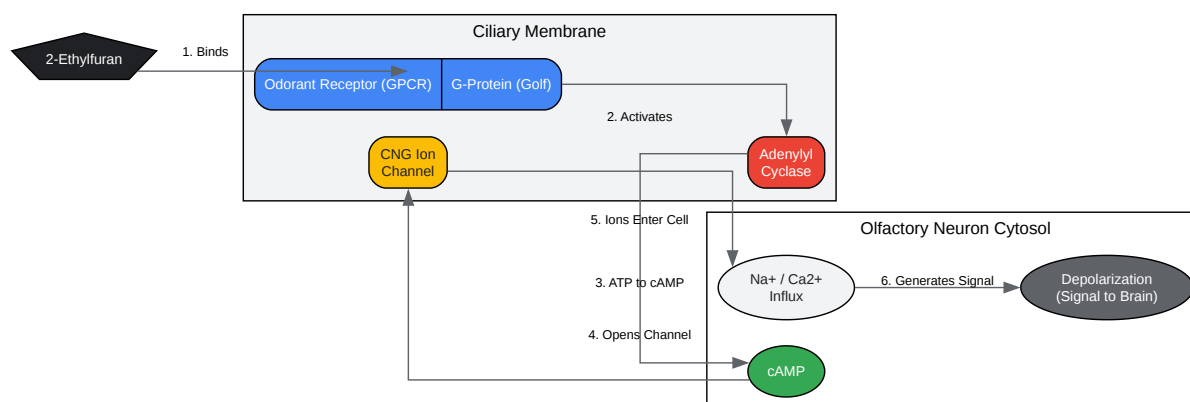 Ciliary Membrane
2-Ethylfuran
1. Binds
Odorant Receptor (GPCR)
G-Protein (Golf)
2. Activates
CNG Ion
Channel
Adenylyl
Cyclase
5. Ions Enter Cell
Olfactory Neuron Cytosol
3. ATP to cAMP
Na+ / Ca2+
Influx
6. Generates Signal
Depolarization
(Signal to Brain)
4. Opens Channel
cAMP